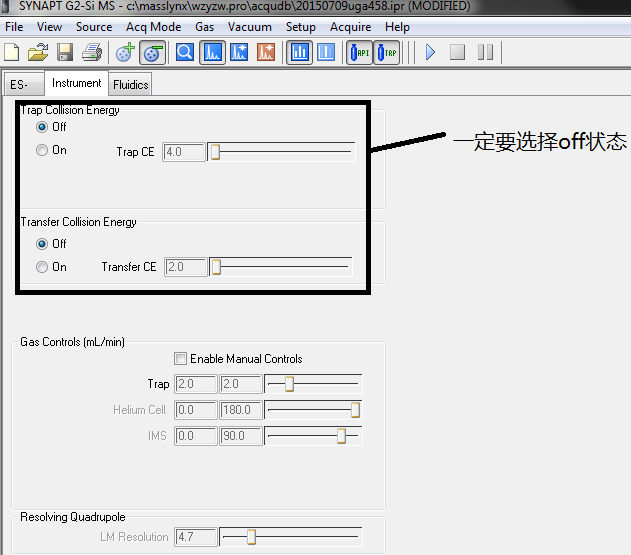 SYNAPT G2-Si MS - c:\masslynx\wzyzw.pro\acqudb\20150709uga458.ipr (MODIFIED)
File View Source Acq Mode Gas Vacuum Setup Acquire Help
API TRP
ES- Instrument Fluidics
Trap Collision Energy
Off
On Trap CE 4.0
一定要选择off状态
Transfer Collision Energy
Off
On Transfer CE 2.0
Gas Controls (mL/min)
Enable Manual Controls
Trap 2.0 2.0
Helium Cell 0.0 180.0
IMS 0.0 90.0
Resolving Quadrupole
LM Resolution 4.7